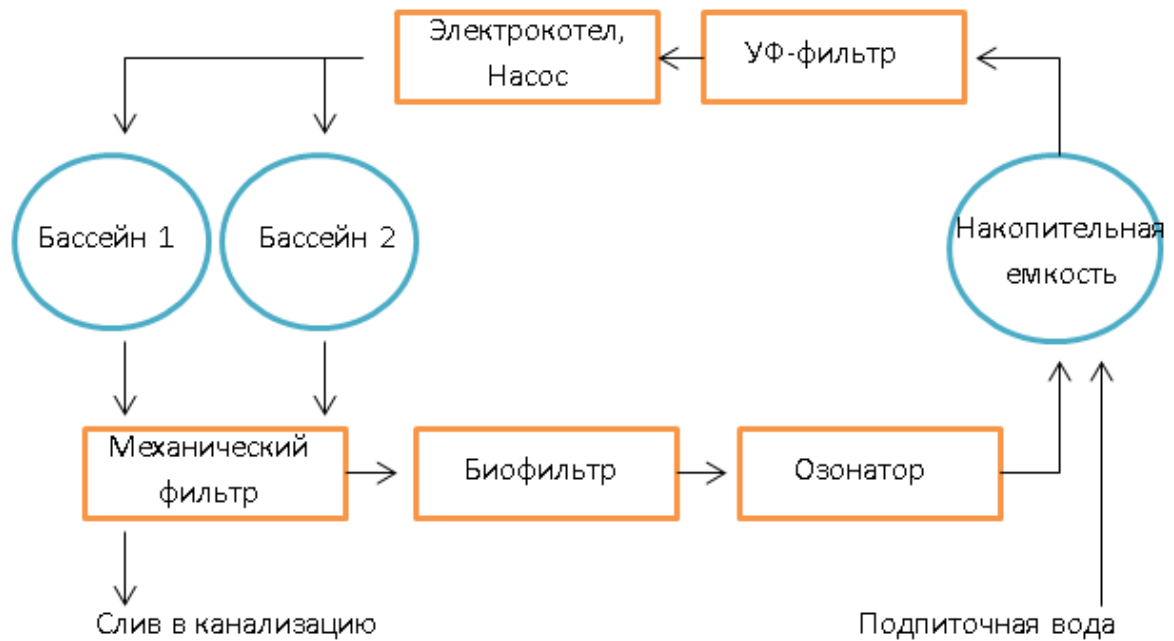 Электрокотел,
Насос
УФ-фильтр
Бассейн 1
Бассейн 2
Накопительная
емкость
Механический
фильтр
Биофильтр
Озонатор
Слив в канализацию
Подпиточная вода